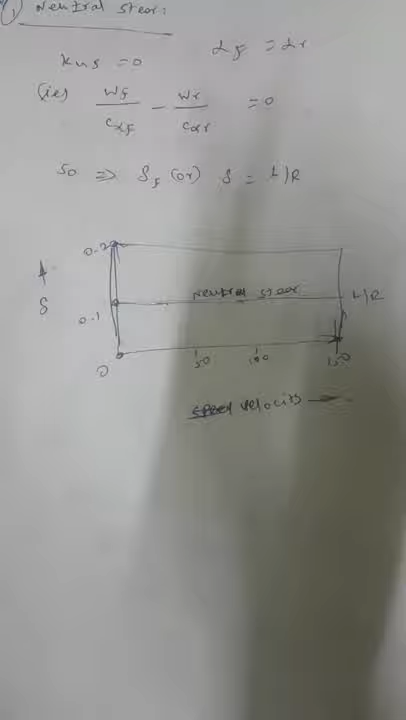 1) Neutral steer:
Kus = 0    αf = αr
(ie) Wf/Cαf - Wr/Cαr = 0
so => δf (or) δ = L/R
0.2
δ
Neutral steer L/R
0.1
0 50 100 150
velocity →